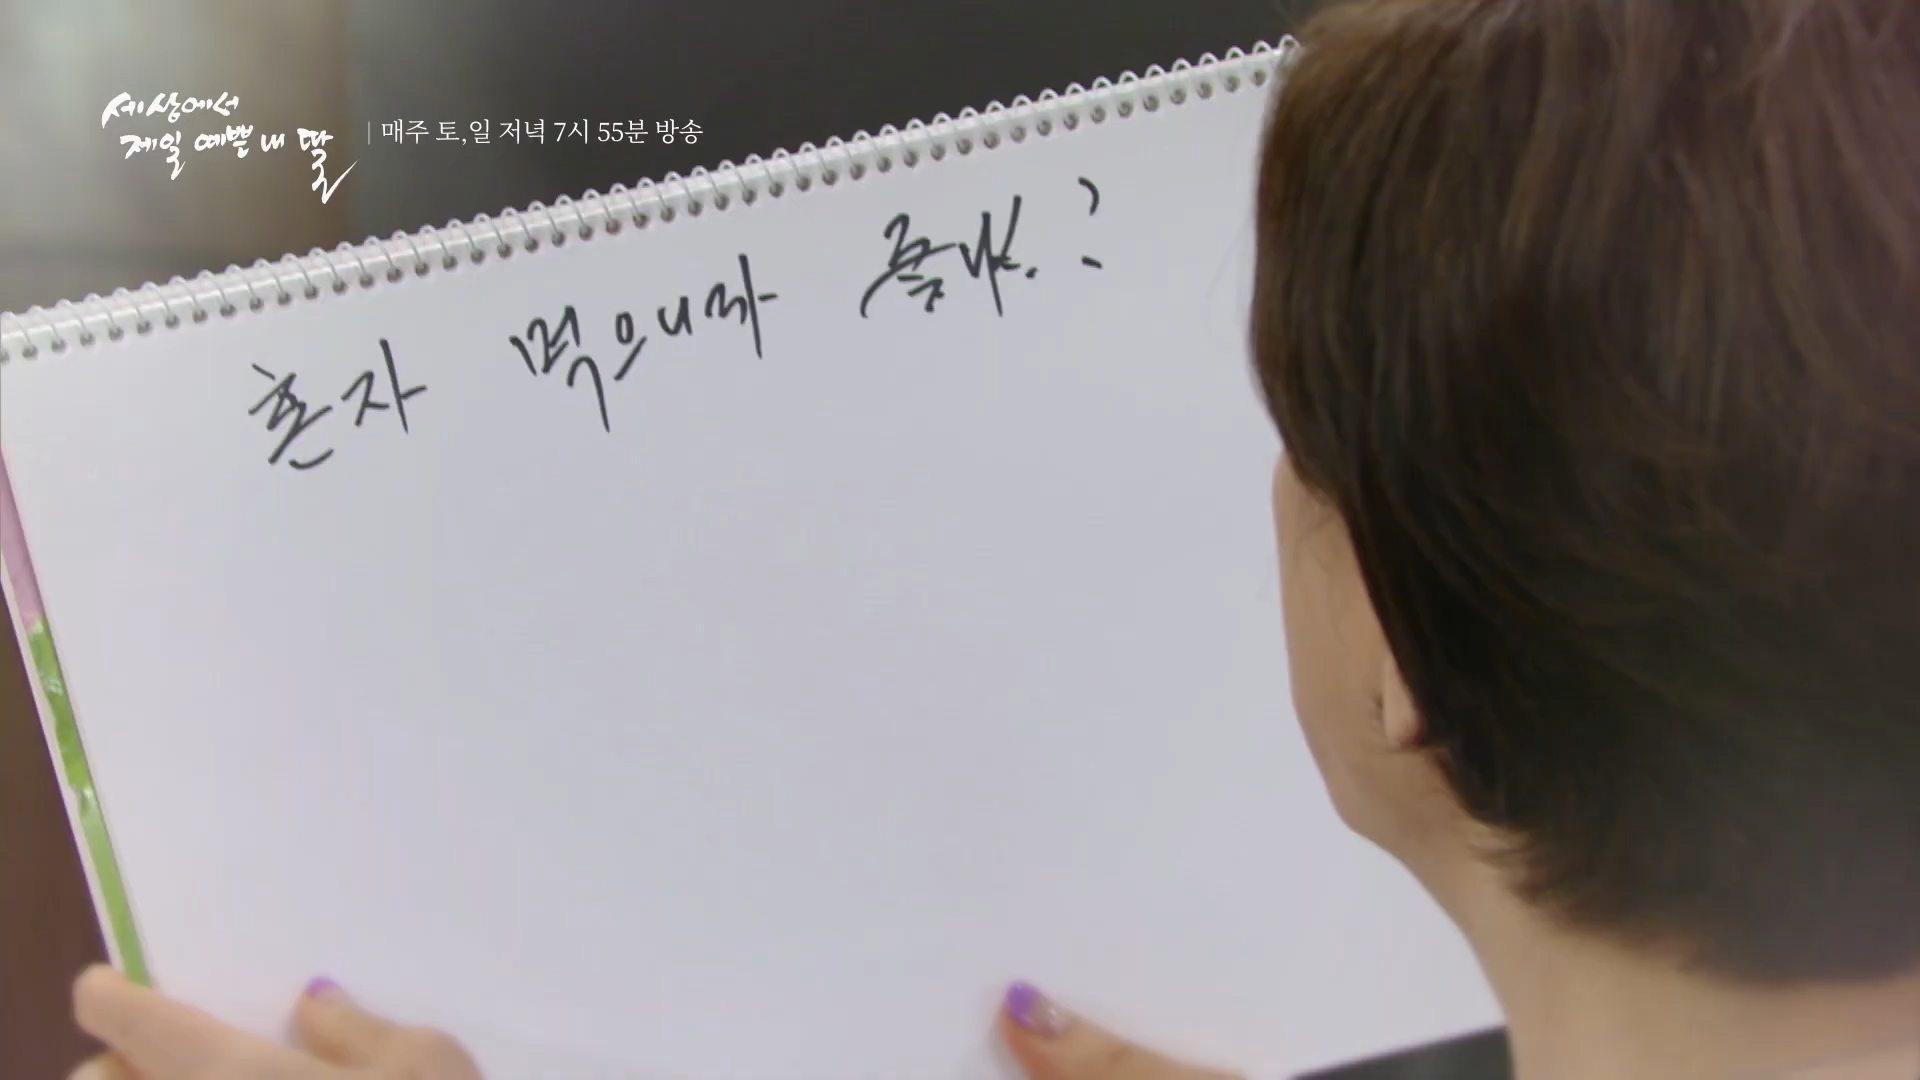 세상에서
제일 예쁜 내 딸
매주 토,일 저녁 7시 55분 방송
혼자 먹으니까 좋냐?